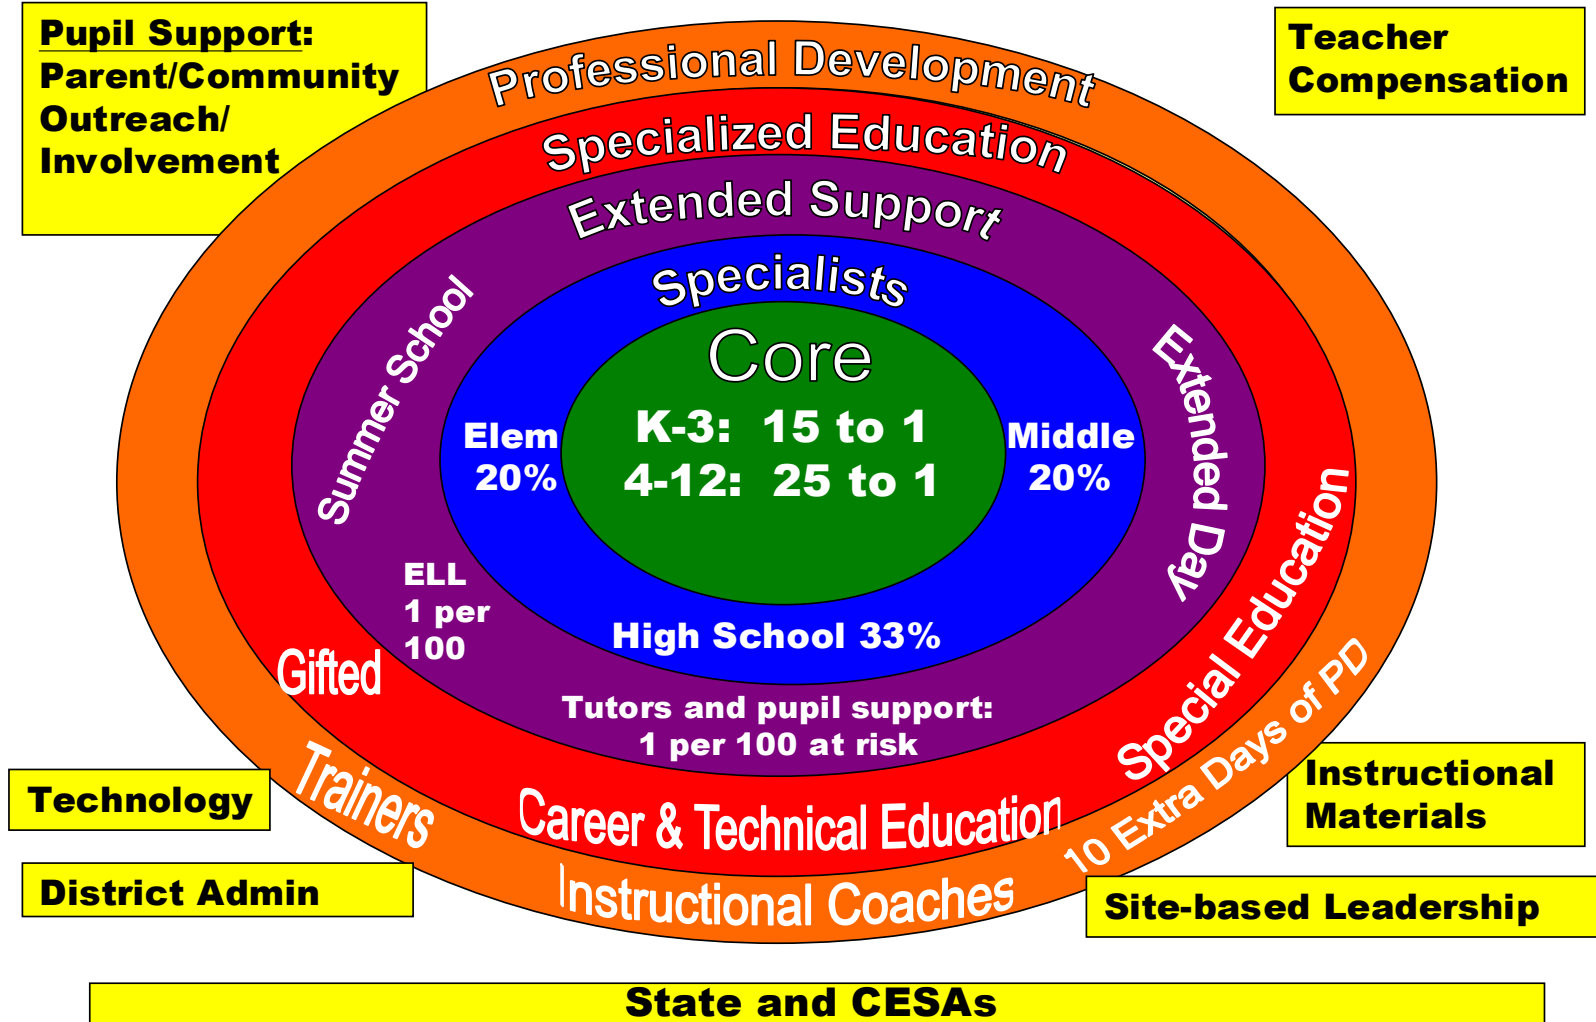 Pupil Support:
Parent/Community
Outreach/
Involvement
Teacher
Compensation
Professional Development
Specialized Education
Extended Support
Specialists
Core
K-3: 15 to 1
4-12: 25 to 1
Elem
20%
Middle
20%
High School 33%
Summer School
Extended Day
ELL
1 per
100
Tutors and pupil support:
1 per 100 at risk
Gifted
Career & Technical Education
Special Education
Trainers
Instructional Coaches
10 Extra Days of PD
Technology
District Admin
Instructional
Materials
Site-based Leadership
State and CESAs